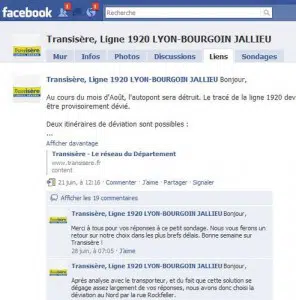 facebook
Recherche
Transisère, Ligne 1920 LYON-BOURGOIN JALLIEU
Mur Infos Photos Discussions Liens Sondages
Transisère, Ligne 1920 LYON-BOURGOIN JALLIEU Bonjour,
Au cours du mois d'Août, l'autopont sera détruit. Le tracé de la ligne 1920 dev
être provisoirement dévié.
Deux itinéraires de déviation sont possibles :
...
Afficher davantage
Transisère - Le réseau du Département
www.transisere.fr
content
21 juin, à 12:16 · Commenter · J'aime · Partager · Signaler
Afficher les 19 commentaires
Transisère, Ligne 1920 LYON-BOURGOIN JALLIEU Bonjour,
Merci à tous pour vos réponses à ce petit sondage. Nous vous ferons un
retour sur notre choix dans les plus brefs délais. Bonne semaine sur
Transisère !
28 juin, à 07:05 · J'aime
Transisère, Ligne 1920 LYON-BOURGOIN JALLIEU Bonjour,
Après analyse avec le transporteur, et du fait que cette solution se
dégage assez largement de vos réponses, nous avons donc choisi la
déviation au Nord par la rue Rockfeller.